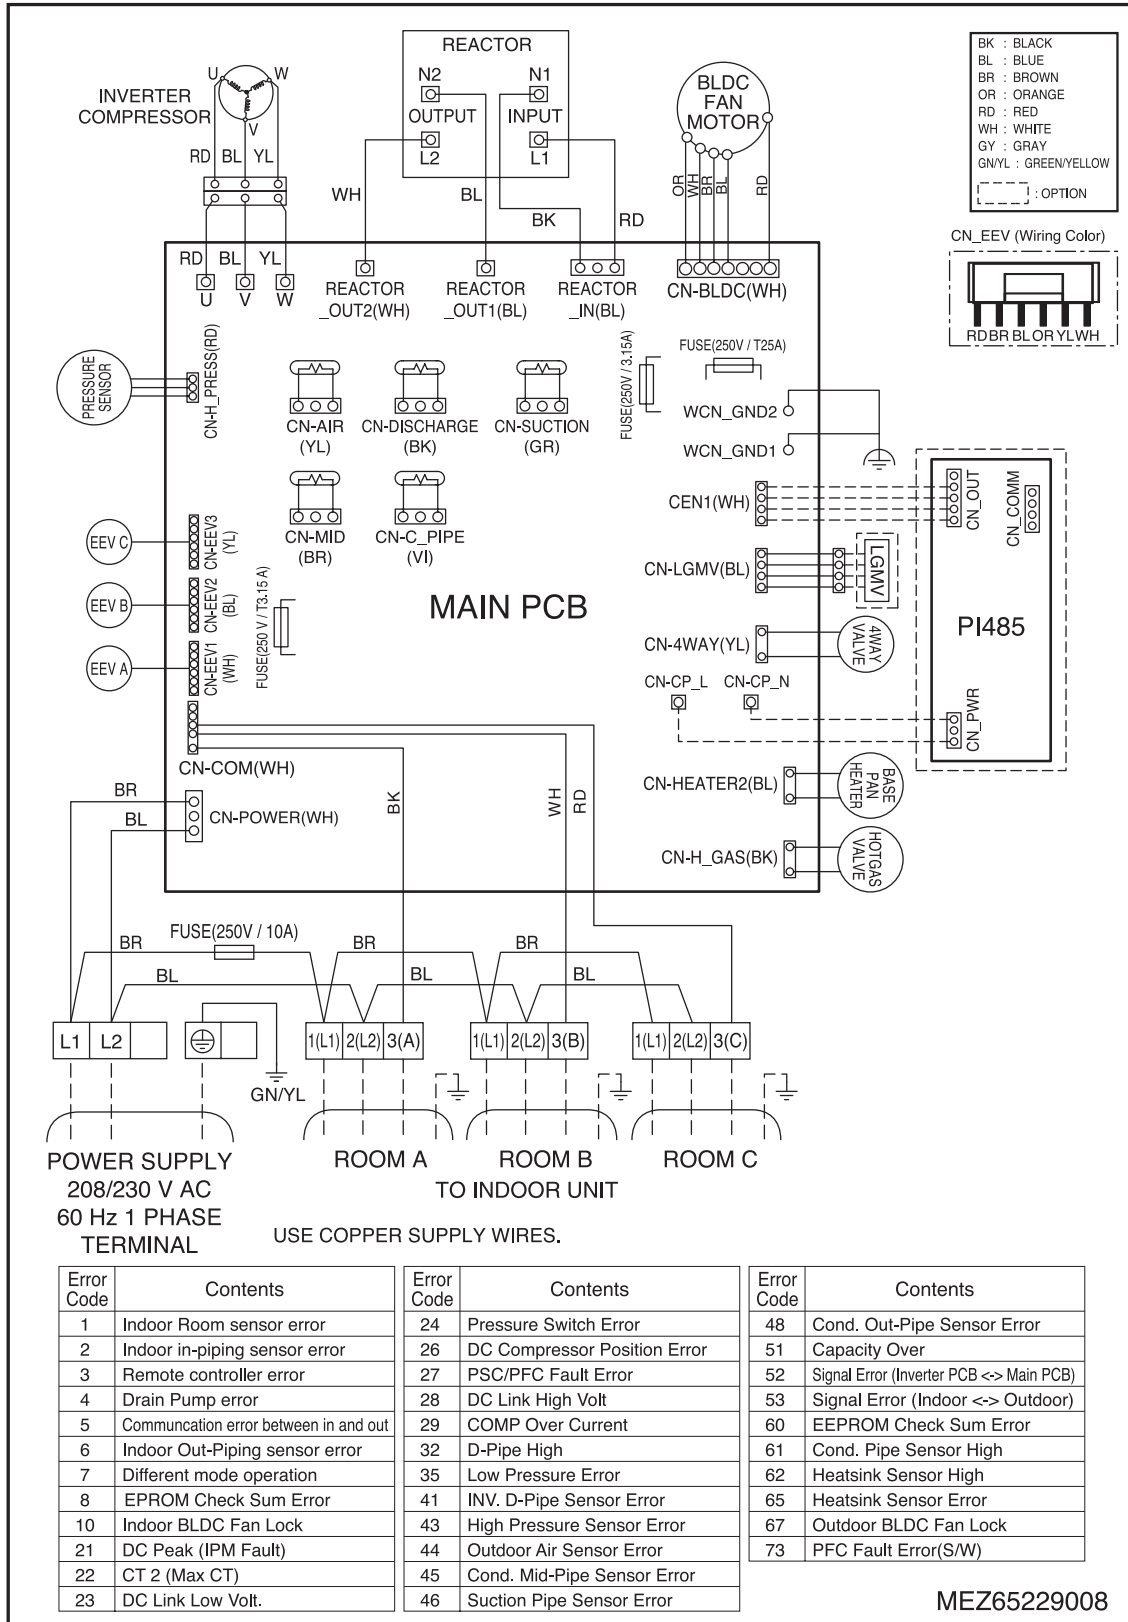 REACTOR
N2
N1
OUTPUT
INPUT
L2
L1
U
W
V
INVERTER
COMPRESSOR
RD
BL
YL
WH
BL
BK
RD
BLDC
FAN
MOTOR
OR
WH
BR
BL
RD
BK : BLACK
BL : BLUE
BR : BROWN
OR : ORANGE
RD : RED
WH : WHITE
GY : GRAY
GN/YL : GREEN/YELLOW
: OPTION
CN_EEV (Wiring Color)
RD BR BL OR YL WH
RD
BL
YL
U
V
W
REACTOR
_OUT2(WH)
REACTOR
_OUT1(BL)
REACTOR
_IN(BL)
CN-BLDC(WH)
PRESSURE
SENSOR
CN-H_PRESS(RD)
CN-AIR
(YL)
CN-DISCHARGE
(BK)
CN-SUCTION
(GR)
FUSE(250V / 3.15A)
FUSE(250V / T25A)
WCN_GND2
WCN_GND1
CN-MID
(BR)
CN-C_PIPE
(VI)
CEN1(WH)
CN_OUT
CN_COMM
EEV C
CN-EEV3
(YL)
EEV B
CN-EEV2
(BL)
EEV A
CN-EEV1
(WH)
FUSE(250 V / T3.15 A)
MAIN PCB
CN-LGMV(BL)
LGMV
PI485
CN-4WAY(YL)
4WAY
VALVE
CN-CP_L
CN-CP_N
CN_PWR
CN-COM(WH)
CN-HEATER2(BL)
BASE
PAN
HEATER
BR
BL
CN-POWER(WH)
BK
WH
RD
CN-H_GAS(BK)
HOTGAS
VALVE
BR
FUSE(250V / 10A)
BR
BR
BL
BL
BL
L1
L2
GN/YL
1(L1)
2(L2)
3(A)
1(L1)
2(L2)
3(B)
1(L1)
2(L2)
3(C)
POWER SUPPLY
208/230 V AC
60 Hz 1 PHASE
TERMINAL
ROOM A
ROOM B
ROOM C
TO INDOOR UNIT
USE COPPER SUPPLY WIRES.
Error Code Contents
1 Indoor Room sensor error
2 Indoor in-piping sensor error
3 Remote controller error
4 Drain Pump error
5 Communcation error between in and out
6 Indoor Out-Piping sensor error
7 Different mode operation
8 EPROM Check Sum Error
10 Indoor BLDC Fan Lock
21 DC Peak (IPM Fault)
22 CT 2 (Max CT)
23 DC Link Low Volt.
Error Code Contents
24 Pressure Switch Error
26 DC Compressor Position Error
27 PSC/PFC Fault Error
28 DC Link High Volt
29 COMP Over Current
32 D-Pipe High
35 Low Pressure Error
41 INV. D-Pipe Sensor Error
43 High Pressure Sensor Error
44 Outdoor Air Sensor Error
45 Cond. Mid-Pipe Sensor Error
46 Suction Pipe Sensor Error
Error Code Contents
48 Cond. Out-Pipe Sensor Error
51 Capacity Over
52 Signal Error (Inverter PCB <-> Main PCB)
53 Signal Error (Indoor <-> Outdoor)
60 EEPROM Check Sum Error
61 Cond. Pipe Sensor High
62 Heatsink Sensor High
65 Heatsink Sensor Error
67 Outdoor BLDC Fan Lock
73 PFC Fault Error(S/W)
MEZ65229008